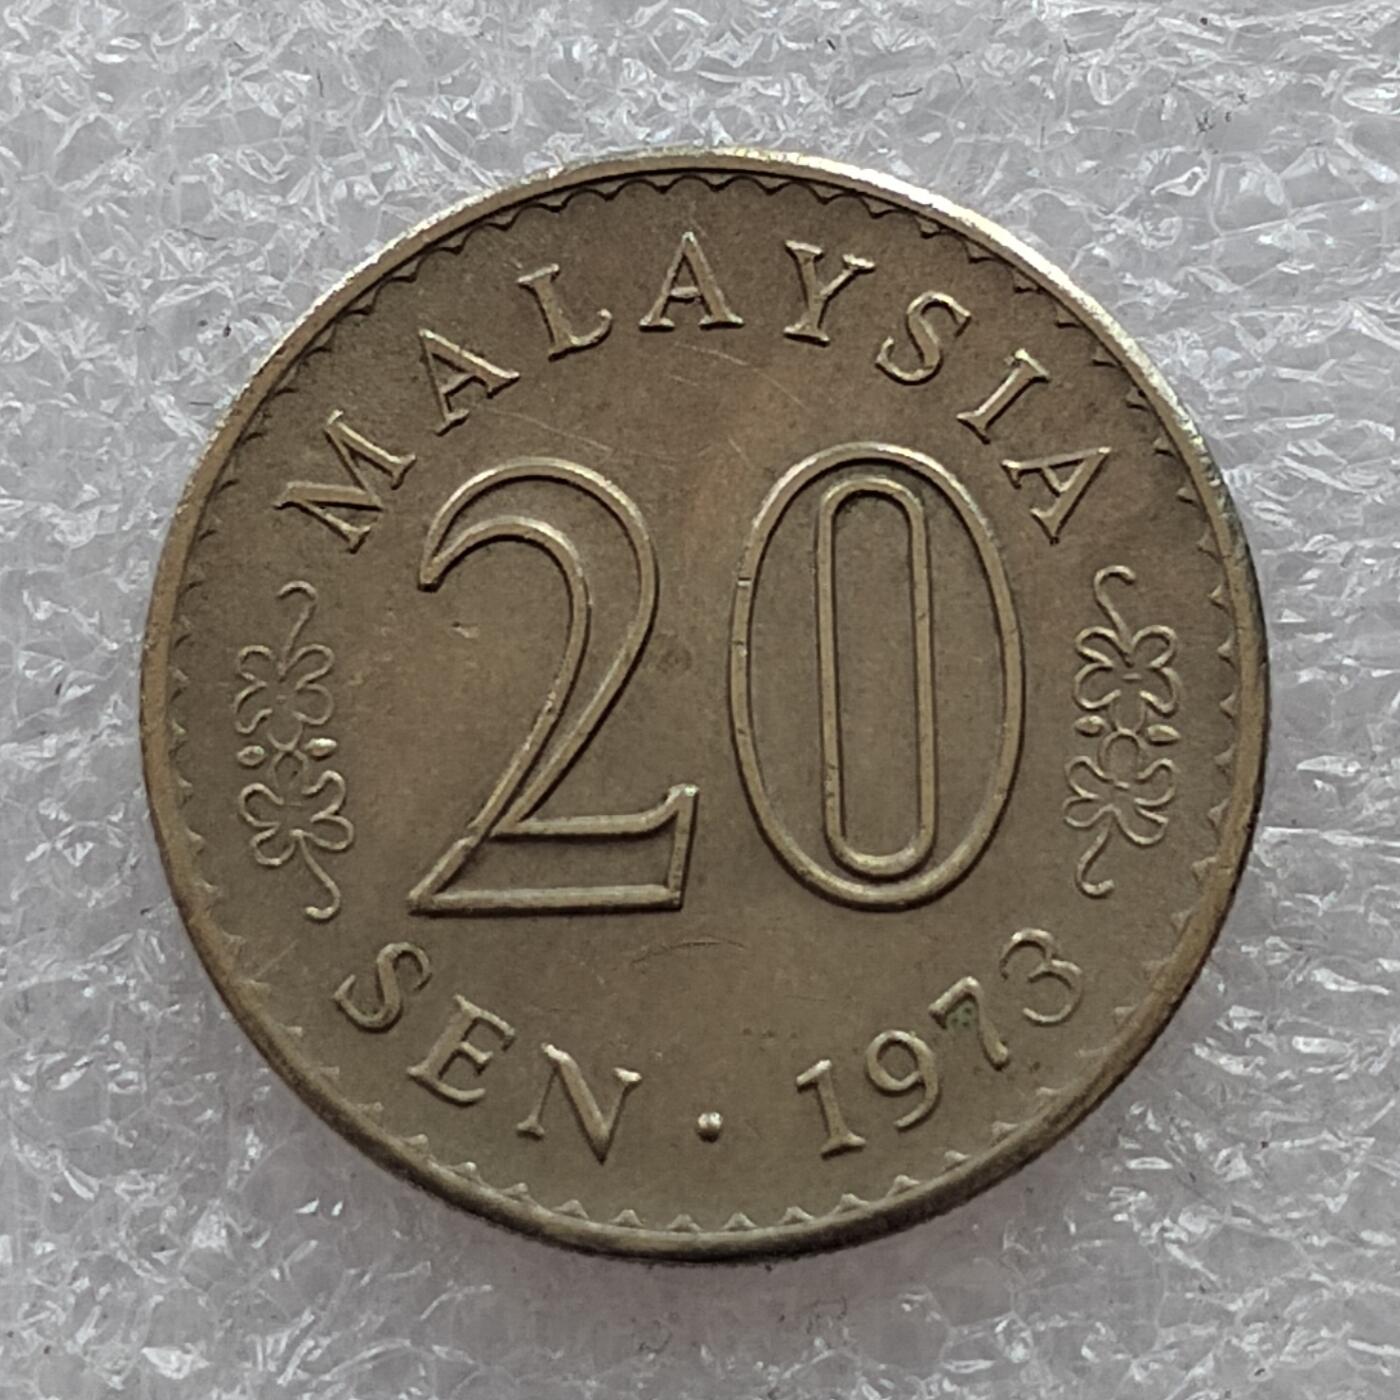 MALAYSIA
20
SEN · 1973